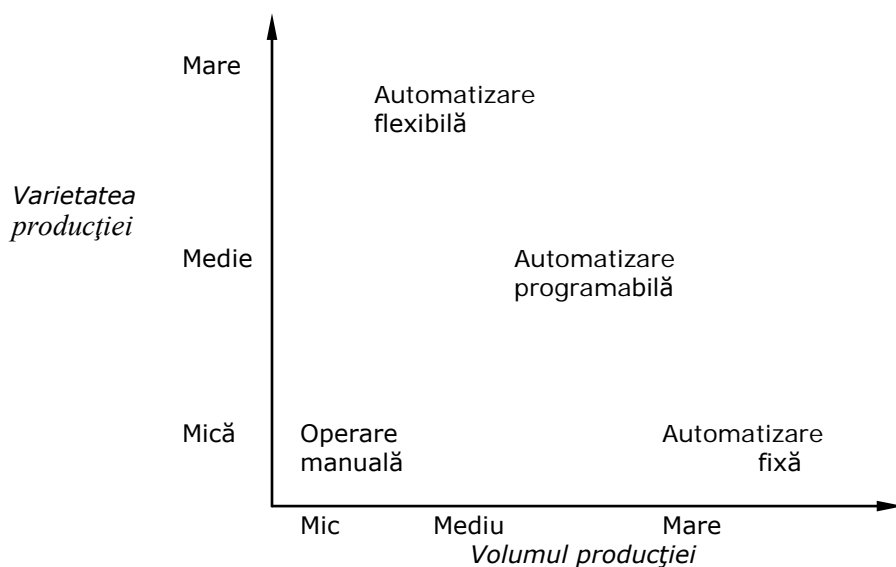 Mare
Automatizare
flexibilă
Varietatea
producţiei
Medie
Automatizare
programabilă
Mică
Operare
manuală
Automatizare
fixă
Mic
Mediu
Mare
Volumul producţiei